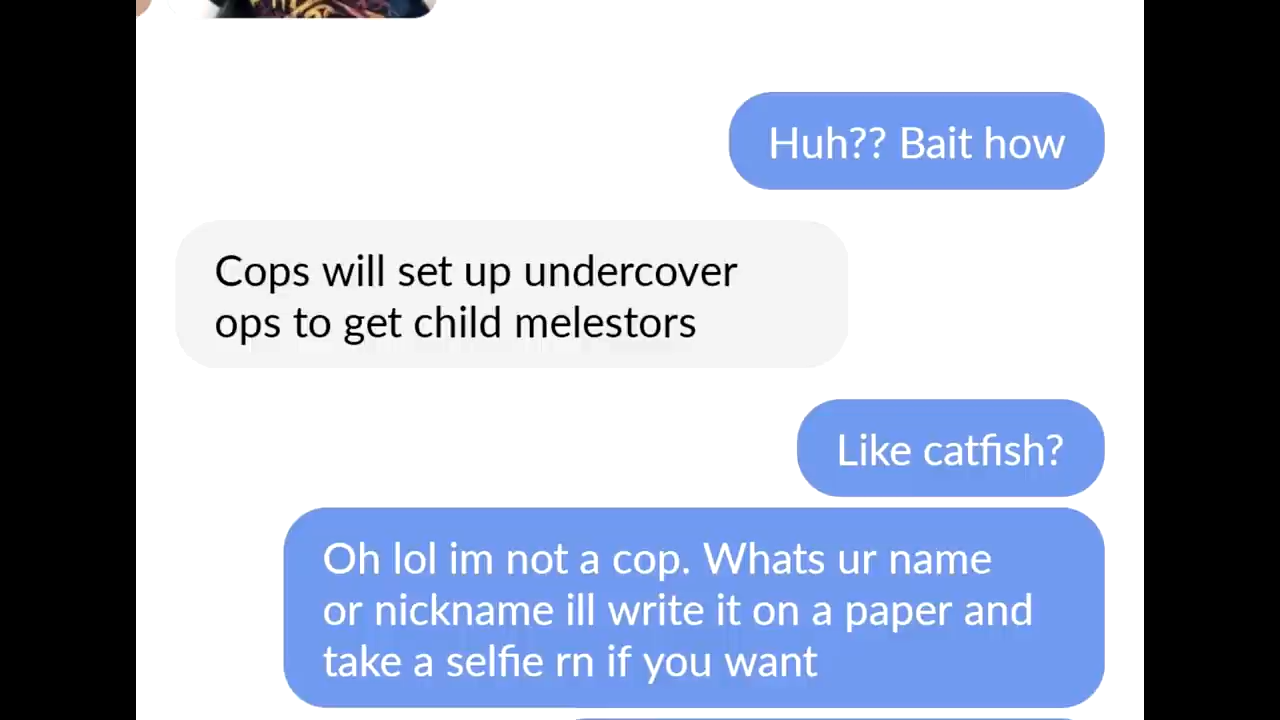 Huh?? Bait how
Cops will set up undercover
ops to get child melestors
Like catfish?
Oh lol im not a cop. Whats ur name
or nickname ill write it on a paper and
take a selfie rn if you want